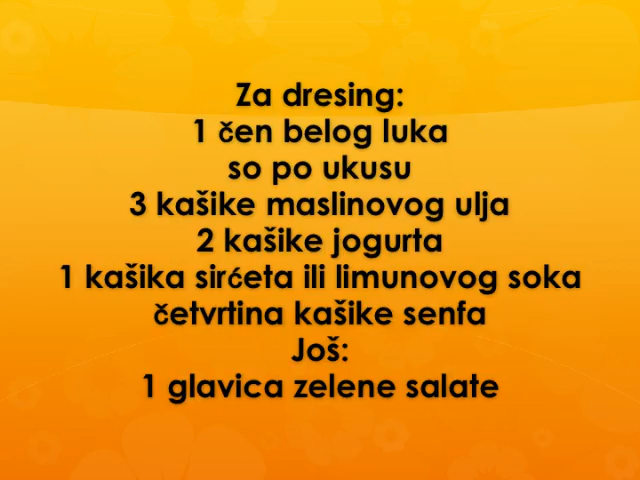 Za dresing:
1 čen belog luka
so po ukusu
3 kašike maslinovog ulja
2 kašike jogurta
1 kašika sirćeta ili limunovog soka
četvrtina kašike senfa
Još:
1 glavica zelene salate